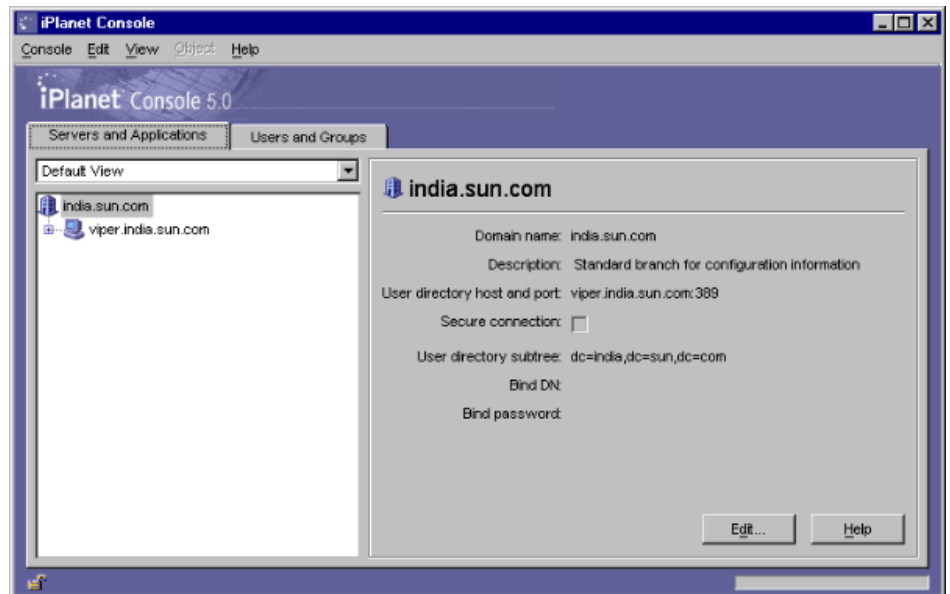 iPlanet Console
Console Edit View Object Help
iPlanet Console 5.0
Servers and Applications Users and Groups
Default View
india.sun.com
viper.india.sun.com
india.sun.com
Domain name: india.sun.com
Description: Standard branch for configuration information
User directory host and port: viper.india.sun.com:389
Secure connection:
User directory subtree: dc=india,dc=sun,dc=com
Bind DN:
Bind password:
Edit... Help